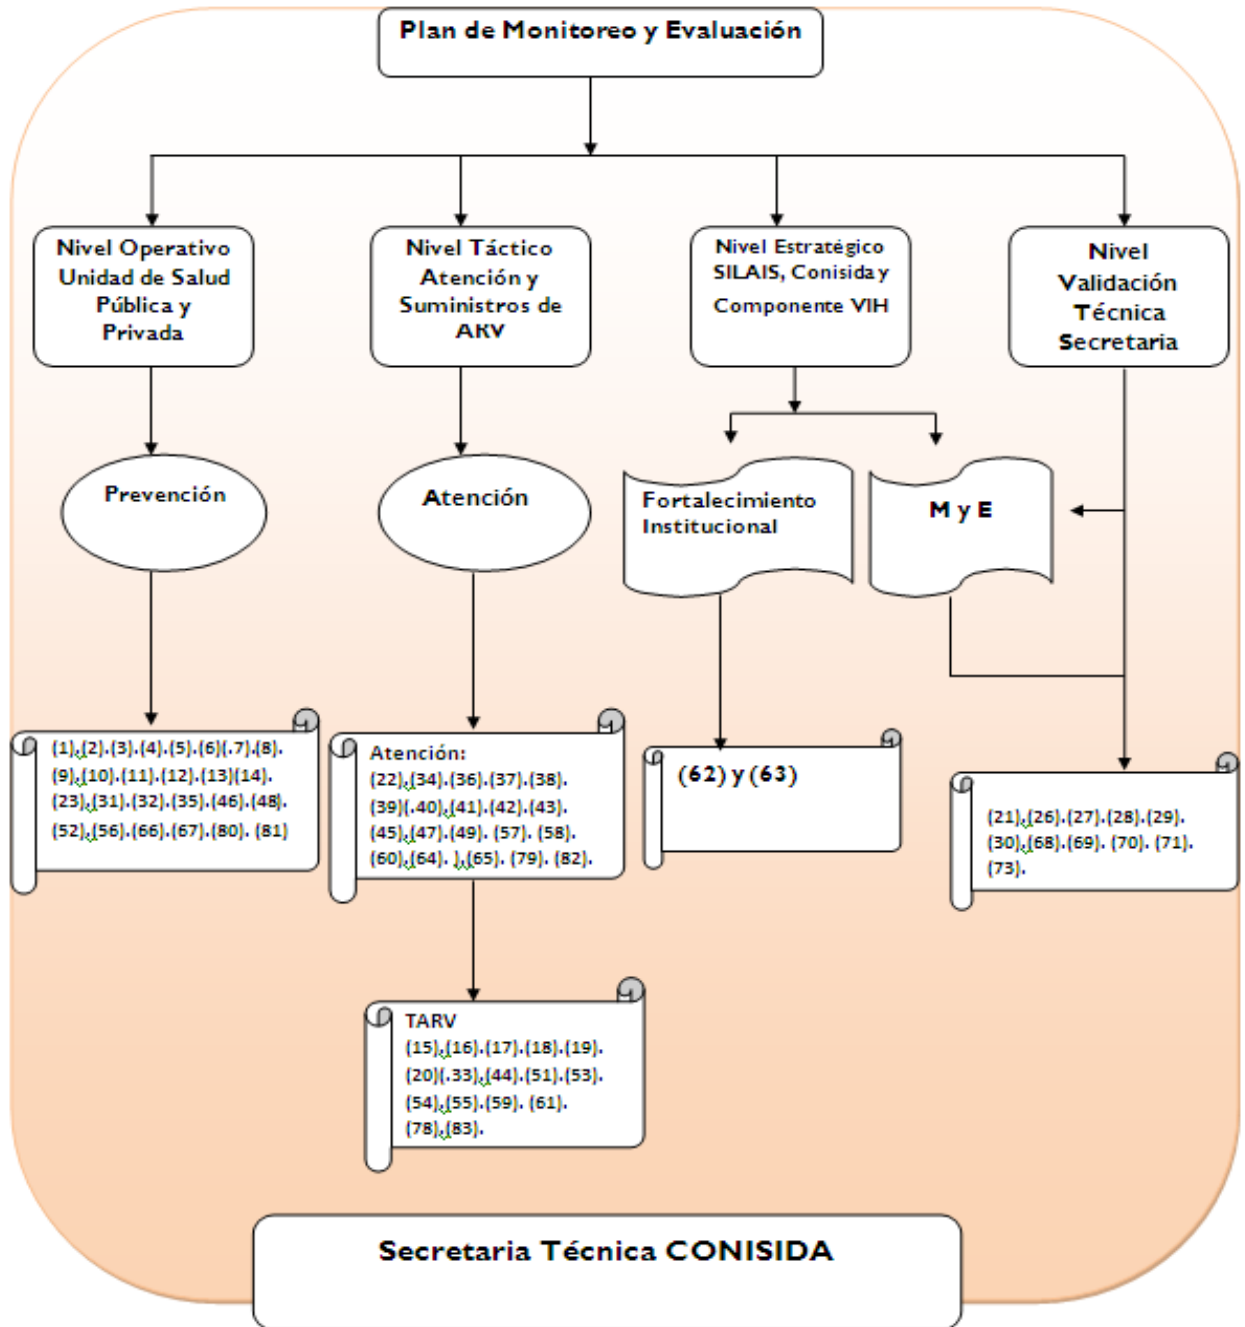 Plan de Monitoreo y Evaluación
Nivel Operativo
Unidad de Salud
Pública y
Privada
Nivel Táctico
Atención y
Suministros de
ARV
Nivel Estratégico
SILAIS, Conisida y
Componente VIH
Nivel
Validación
Técnica
Secretaria
Prevención
Atención
Fortalecimiento
Institucional
M y E
(1),(2).(3).(4).(5).(6)(.7).(8).
(9),(10).(11).(12).(13)(14).
(23),(31).(32).(35).(46).(48).
(52),(56).(66).(67).(80). (81)
Atención:
(22),(34).(36).(37).(38).
(39)(.40),(41).(42).(43).
(45),(47).(49). (57). (58).
(60),(64). ),(65). (79). (82).
(62) y (63)
(21),(26).(27).(28).(29).
(30),(68).(69). (70). (71).
(73).
TARV
(15),(16).(17).(18).(19).
(20)(.33),(44).(51).(53).
(54),(55).(59). (61).
(78),(83).
Secretaria Técnica CONISIDA